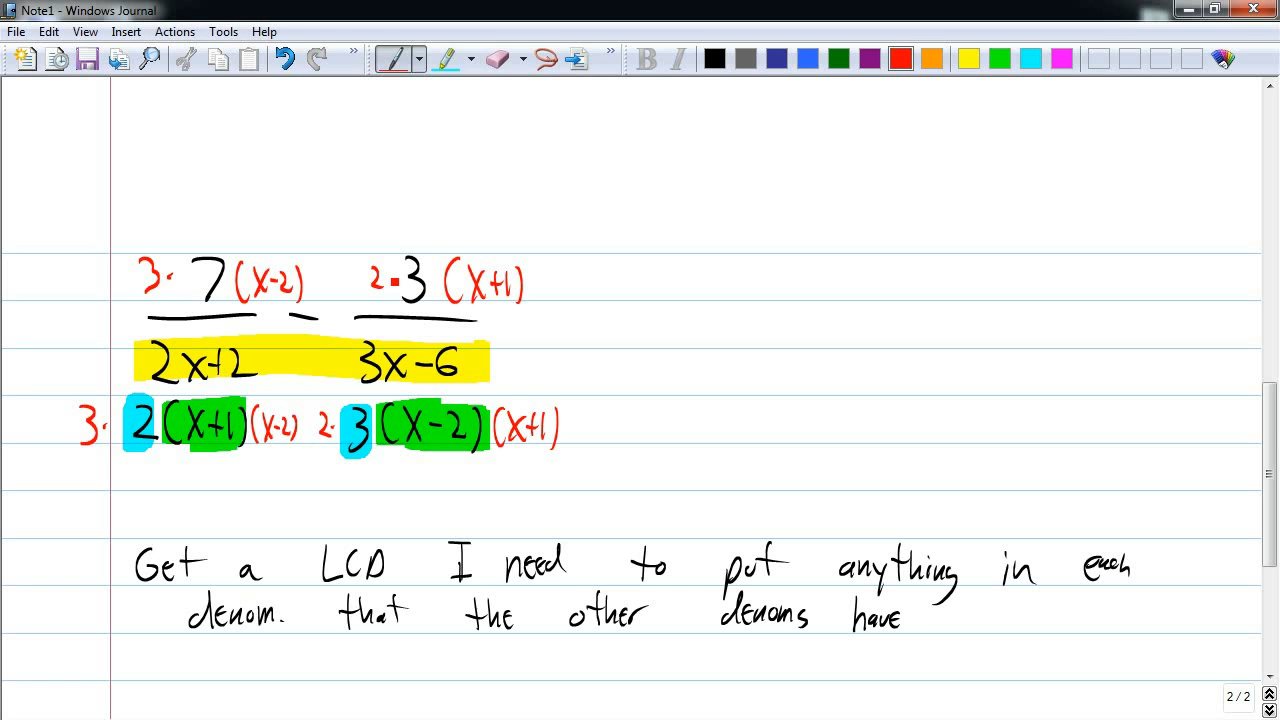 Note1 - Windows Journal
File Edit View Insert Actions Tools Help
B I
3· 7(x-2) — 2·3 (x+1)
2x+2 3x-6
3· 2(x+1)(x-2) 2· 3(x-2)(x+1)
Get a LCD I need to put anything in each
denom. that the other denoms have
2 / 2